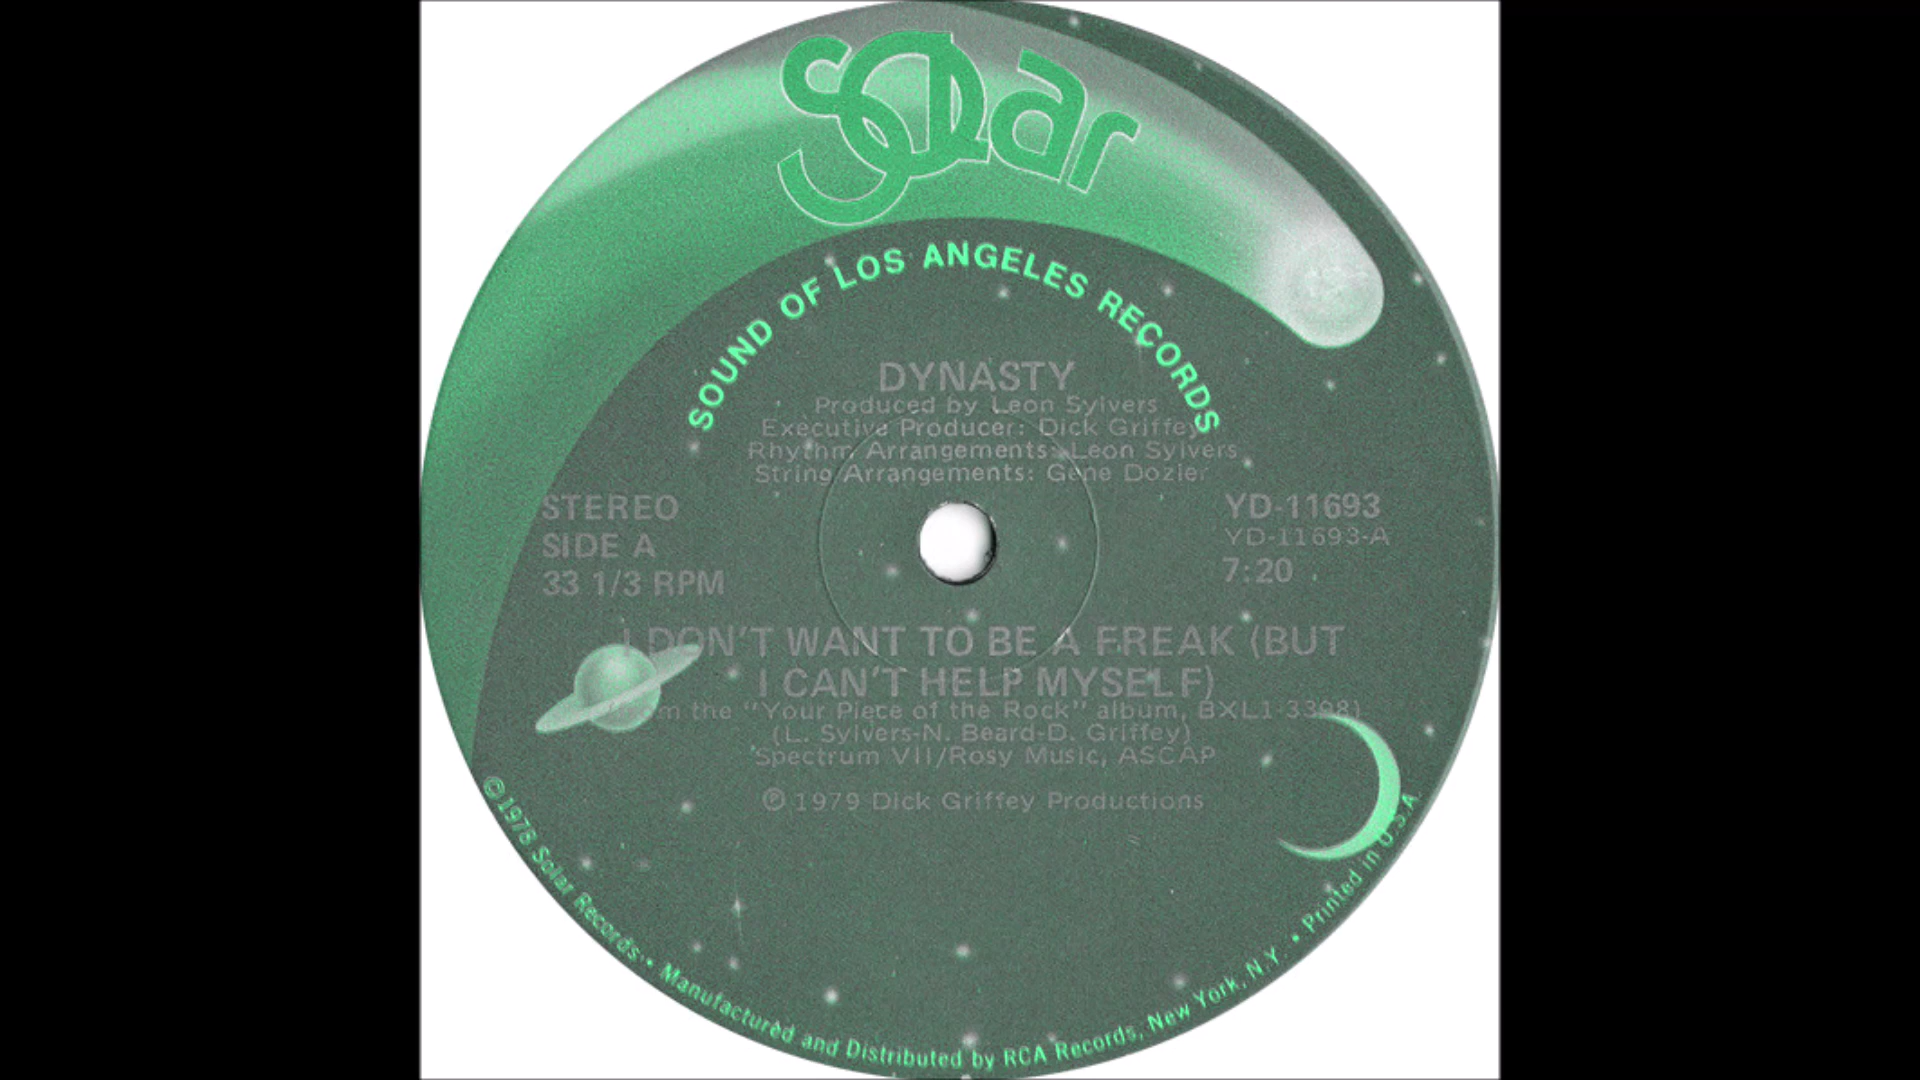 Solar
SOUND OF LOS ANGELES RECORDS
DYNASTY
Produced by Leon Sylvers
Executive Producer: Dick Griffey
Rhythm Arrangements: Leon Sylvers
String Arrangements: Gene Dozier
STEREO
SIDE A
33 1/3 RPM
YD-11693
YD-11693-A
7:20
I DON'T WANT TO BE A FREAK (BUT
I CAN'T HELP MYSELF)
(From the "Your Piece of the Rock" album, BXL1-3398)
(L. Sylvers-N. Beard-D. Griffey)
Spectrum VII/Rosy Music, ASCAP
Ⓟ 1979 Dick Griffey Productions
©1978 Solar Records • Manufactured and Distributed by RCA Records, New York, N.Y. • Printed in U.S.A.